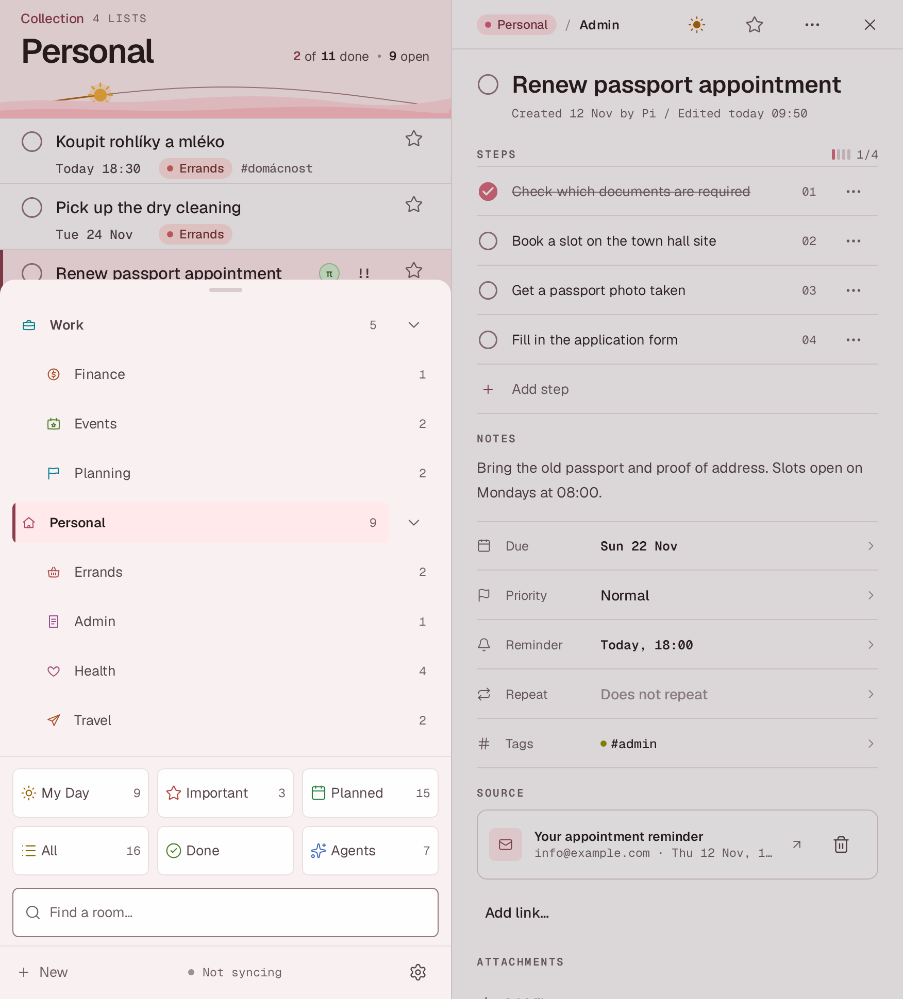 Collection 4 LISTS
Personal
2 of 11 done • 9 open
Koupit rohlíky a mléko
Today 18:30 Errands #domácnost
Pick up the dry cleaning
Tue 24 Nov Errands
Renew passport appointment π !!
Work 5
Finance 1
Events 2
Planning 2
Personal 9
Errands 2
Admin 1
Health 4
Travel 2
My Day 9
Important 3
Planned 15
All 16
Done
Agents 7
Find a room…
New
Not syncing
Personal / Admin
Renew passport appointment
Created 12 Nov by Pi / Edited today 09:50
STEPS 1/4
Check which documents are required 01
Book a slot on the town hall site 02
Get a passport photo taken 03
Fill in the application form 04
Add step
NOTES
Bring the old passport and proof of address. Slots open on
Mondays at 08:00.
Due Sun 22 Nov
Priority Normal
Reminder Today, 18:00
Repeat Does not repeat
Tags #admin
SOURCE
Your appointment reminder
info@example.com · Thu 12 Nov, 1…
Add link…
ATTACHMENTS